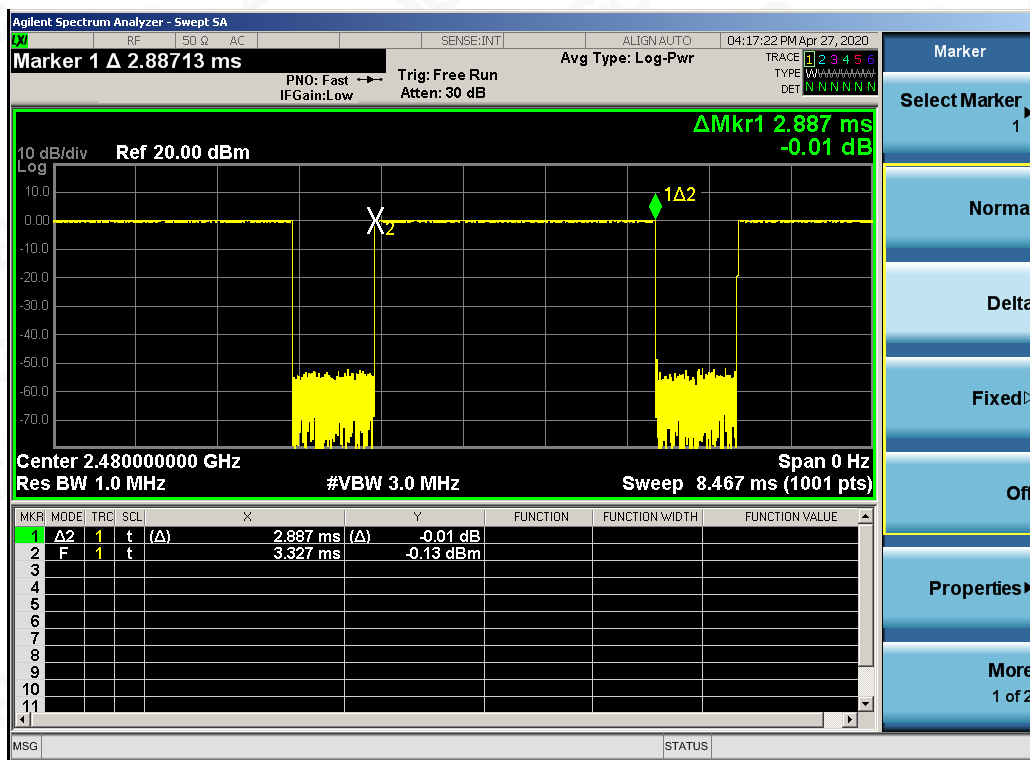 Agilent Spectrum Analyzer - Swept SA
LXI RF 50 Ω AC SENSE:INT ALIGN AUTO 04:17:22 PM Apr 27, 2020
Marker 1 Δ 2.88713 ms
PNO: Fast
IFGain:Low
Trig: Free Run
Atten: 30 dB
Avg Type: Log-Pwr
TRACE 1 2 3 4 5 6
TYPE WWWWWW
DET N N N N N N
ΔMkr1 2.887 ms
-0.01 dB
10 dB/div Ref 20.00 dBm
Log
10.0
0.00
-10.0
-20.0
-30.0
-40.0
-50.0
-60.0
-70.0
1Δ2
2
Center 2.480000000 GHz Span 0 Hz
Res BW 1.0 MHz #VBW 3.0 MHz Sweep 8.467 ms (1001 pts)
MKR MODE TRC SCL X Y FUNCTION FUNCTION WIDTH FUNCTION VALUE
1 Δ2 1 t (Δ) 2.887 ms (Δ) -0.01 dB
2 F 1 t 3.327 ms -0.13 dBm
3
4
5
6
7
8
9
10
11
MSG STATUS
Marker
Select Marker
1
Norma
Delta
Fixed
Off
Properties
More
1 of 2